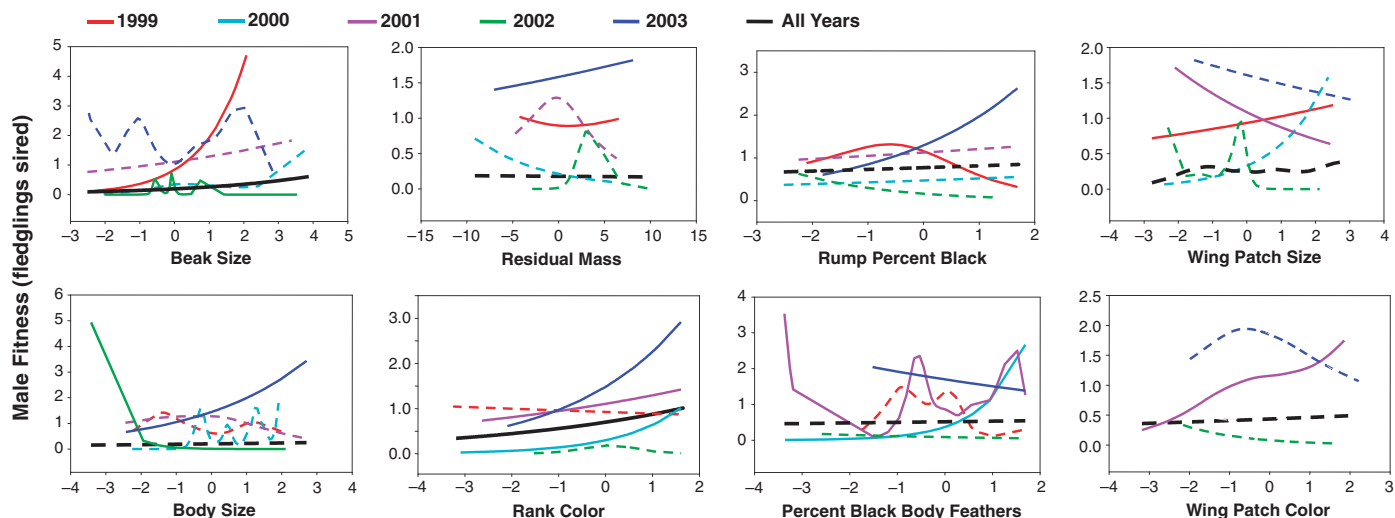 1999 2000 2001 2002 2003 All Years
Male Fitness (fledglings sired)
5
4
3
2
1
0
–3 –2 –1 0 1 2 3 4 5
Beak Size
2.0
1.5
1.0
0.5
0.0
–15 –10 –5 0 5 10 15
Residual Mass
3
2
1
0
–3 –2 –1 0 1 2
Rump Percent Black
2.0
1.5
1.0
0.5
0.0
–4 –3 –2 –1 0 1 2 3 4
Wing Patch Size
6
5
4
3
2
1
0
–4 –3 –2 –1 0 1 2 3 4
Body Size
3.0
2.0
1.0
0.0
–4 –3 –2 –1 0 1 2
Rank Color
4
3
2
1
0
–4 –3 –2 –1 0 1 2
Percent Black Body Feathers
2.5
2.0
1.5
1.0
0.5
0.0
–4 –3 –2 –1 0 1 2 3
Wing Patch Color